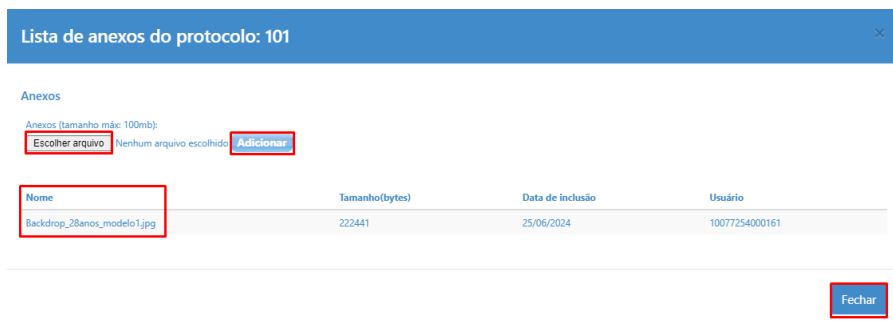 Lista de anexos do protocolo: 101 ×
Anexos
Anexos (tamanho máx: 100mb):
Escolher arquivo Nenhum arquivo escolhido Adicionar
Nome Tamanho(bytes) Data de inclusão Usuário
Backdrop_28anos_modelo1.jpg 222441 25/06/2024 10077254000161
Fechar